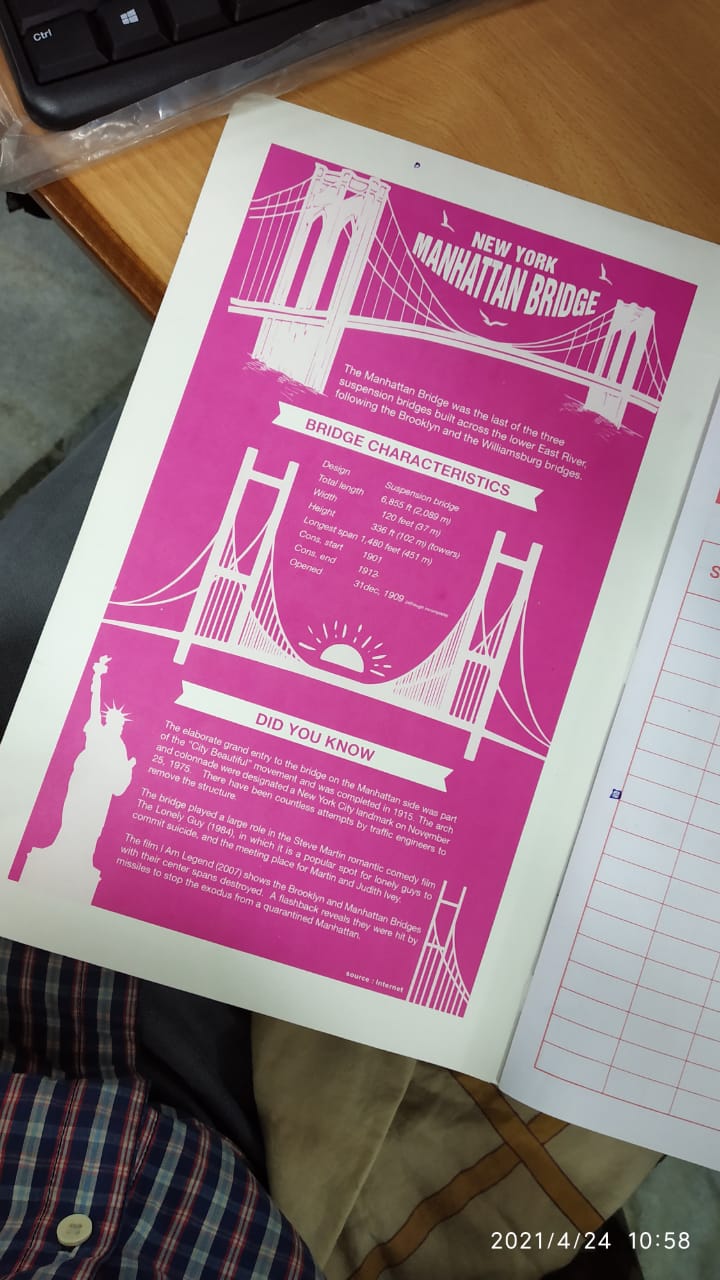 Ctrl
NEW YORK
MANHATTAN BRIDGE
The Manhattan Bridge was the last of the three
suspension bridges built across the lower East River,
following the Brooklyn and the Williamsburg bridges.
BRIDGE CHARACTERISTICS
Design Suspension bridge
Total length 6,855 ft (2,089 m)
Width 120 feet (37 m)
Height 336 ft (102 m) (towers)
Longest span 1,480 feet (451 m)
Cons. start 1901
Cons, end 1912
Opened 31dec, 1909 (although incomplete)
DID YOU KNOW
The elaborate grand entry to the bridge on the Manhattan side was part
of the "City Beautiful" movement and was completed in 1915. The arch
and colonnade were designated a New York City landmark on November
25, 1975. There have been countless attempts by traffic engineers to
remove the structure.
The bridge played a large role in the Steve Martin romantic comedy film
The Lonely Guy (1984), in which it is a popular spot for lonely guys to
commit suicide, and the meeting place for Martin and Judith Ivey.
The film I Am Legend (2007) shows the Brooklyn and Manhattan Bridges
with their center spans destroyed. A flashback reveals they were hit by
missiles to stop the exodus from a quarantined Manhattan.
source : Internet
S
2021/4/24 10:58